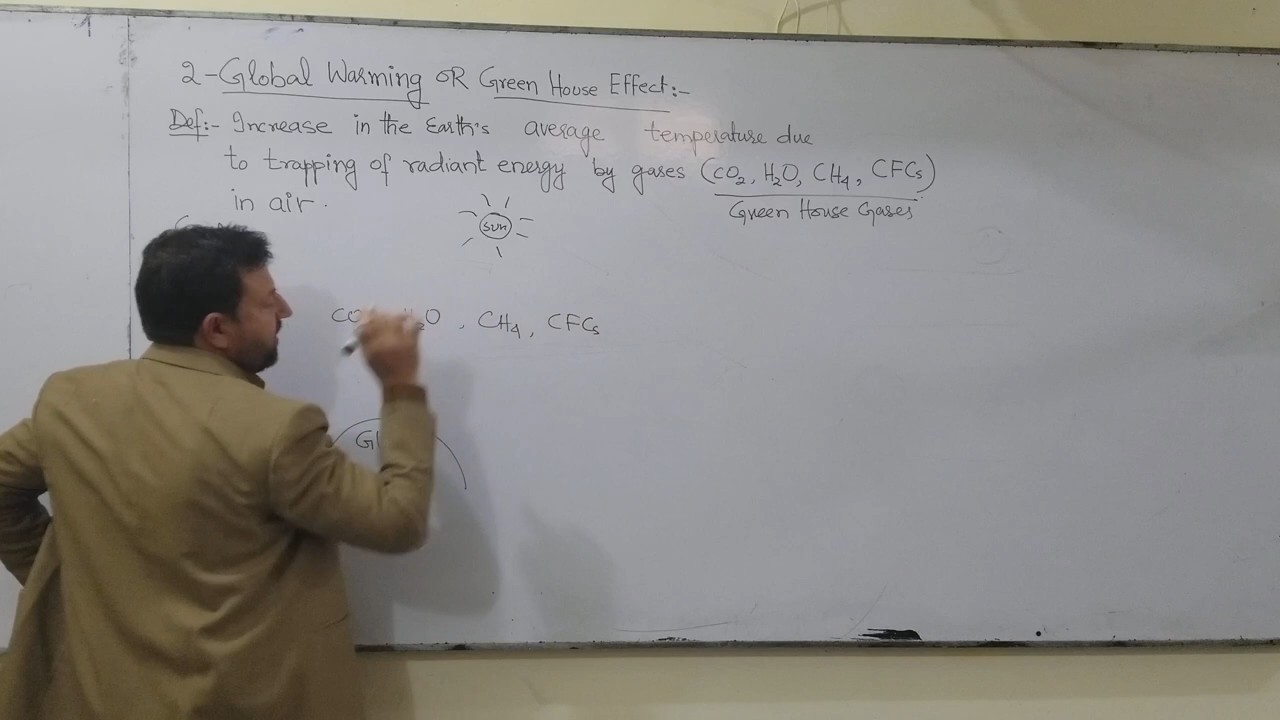 2-Global Warming OR Green House Effect:-
Def:- Increase in the Earth's average temperature due
to trapping of radiant energy by gases (CO₂, H₂O, CH₄, CFCs)
in air.
Green House Gases
SUN
H₂O, CH₄, CFCs